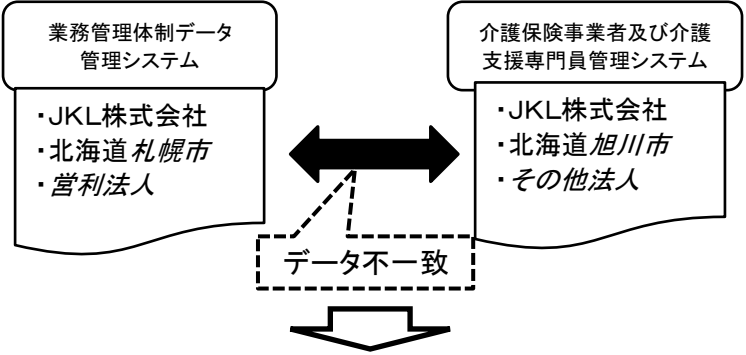 業務管理体制データ
管理システム
・JKL株式会社
・北海道札幌市
・営利法人
介護保険事業者及び介護
支援専門員管理システム
・JKL株式会社
・北海道旭川市
・その他法人
データ不一致